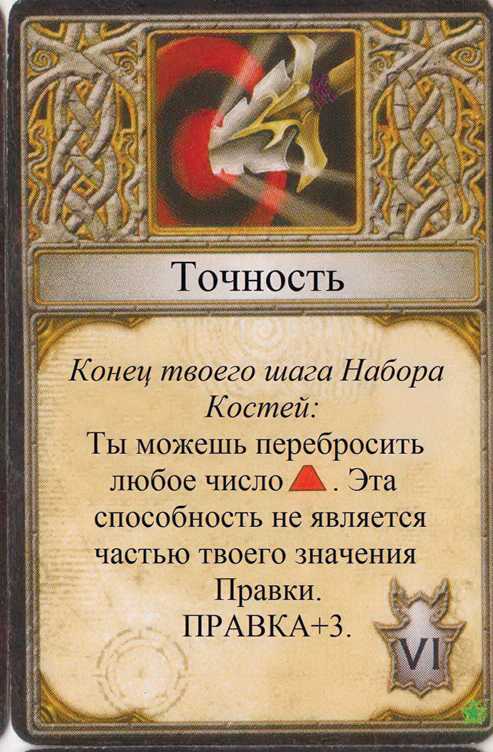 Точность
Конец твоего шага Набора
Костей:
Ты можешь перебросить
любое число . Эта
способность не является
частью твоего значения
Правки.
ПРАВКА+3.
VI